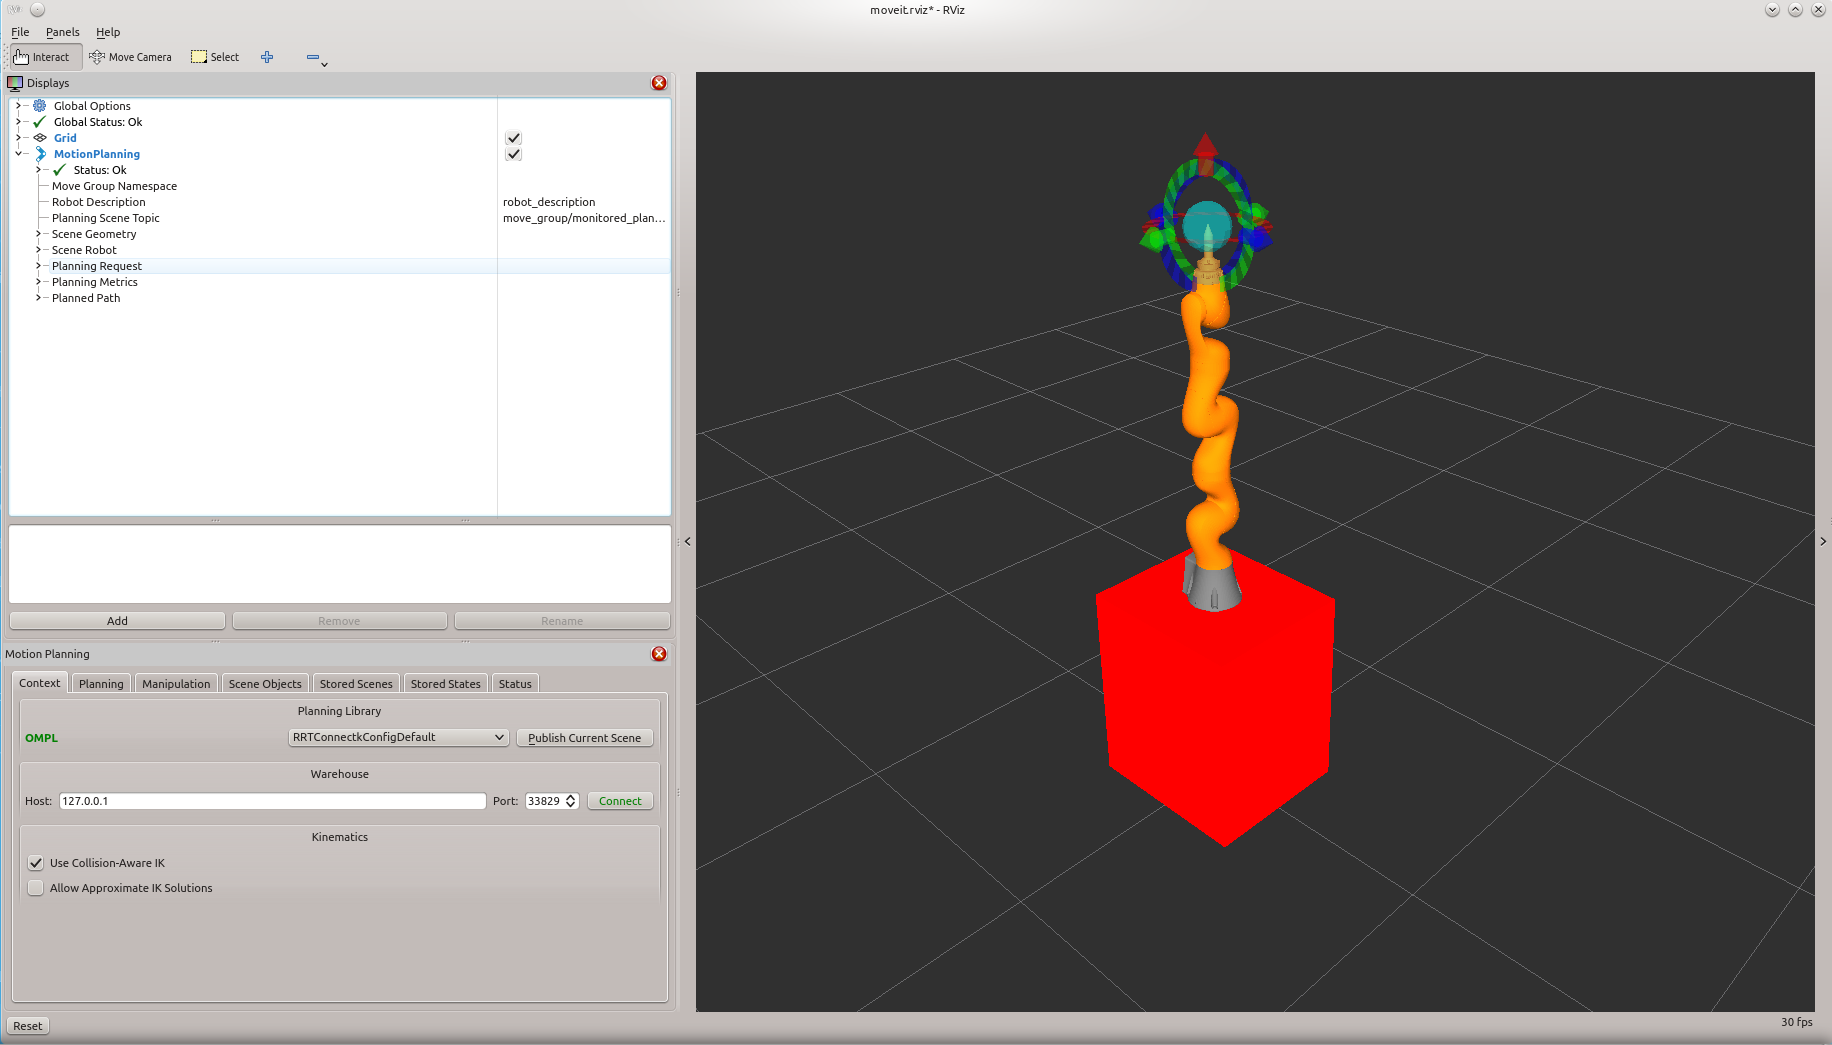 moveit.rviz* - RViz
File Panels Help
Interact Move Camera Select
Displays
Global Options
Global Status: Ok
Grid
MotionPlanning
Status: Ok
Move Group Namespace
Robot Description robot_description
Planning Scene Topic move_group/monitored_plan...
Scene Geometry
Scene Robot
Planning Request
Planning Metrics
Planned Path
Add Remove Rename
Motion Planning
Context Planning Manipulation Scene Objects Stored Scenes Stored States Status
Planning Library
OMPL RRTConnectkConfigDefault Publish Current Scene
Warehouse
Host: 127.0.0.1 Port: 33829 Connect
Kinematics
Use Collision-Aware IK
Allow Approximate IK Solutions
Reset 30 fps